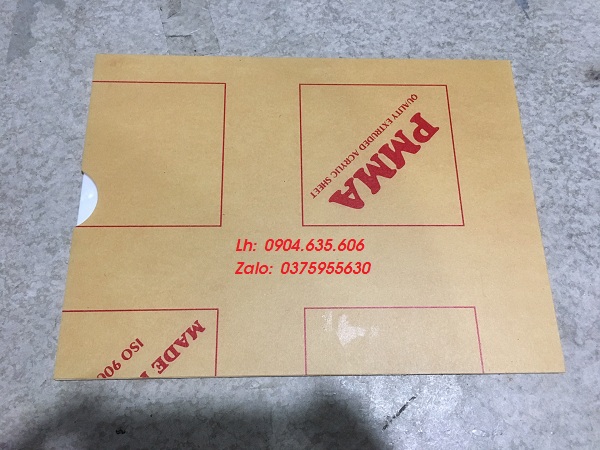 PMMA
QUALITY EXTRUDED ACRYLIC SHEET
Lh: 0904.635.606
Zalo: 0375955630
MADE
ISO 900